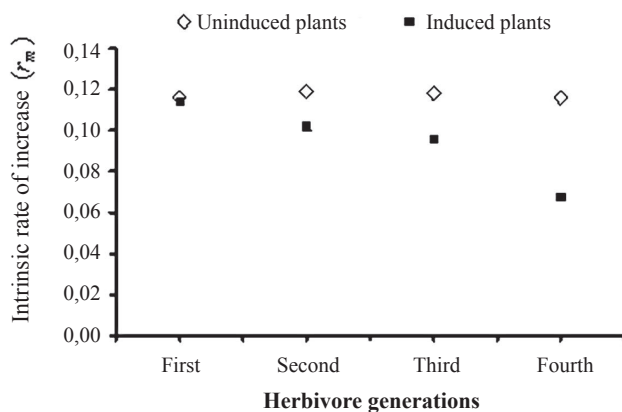 ◇ Uninduced plants ■ Induced plants
Intrinsic rate of increase (rₘ)
0,14
0,12
0,10
0,08
0,06
0,04
0,02
0,00
First Second Third Fourth
Herbivore generations